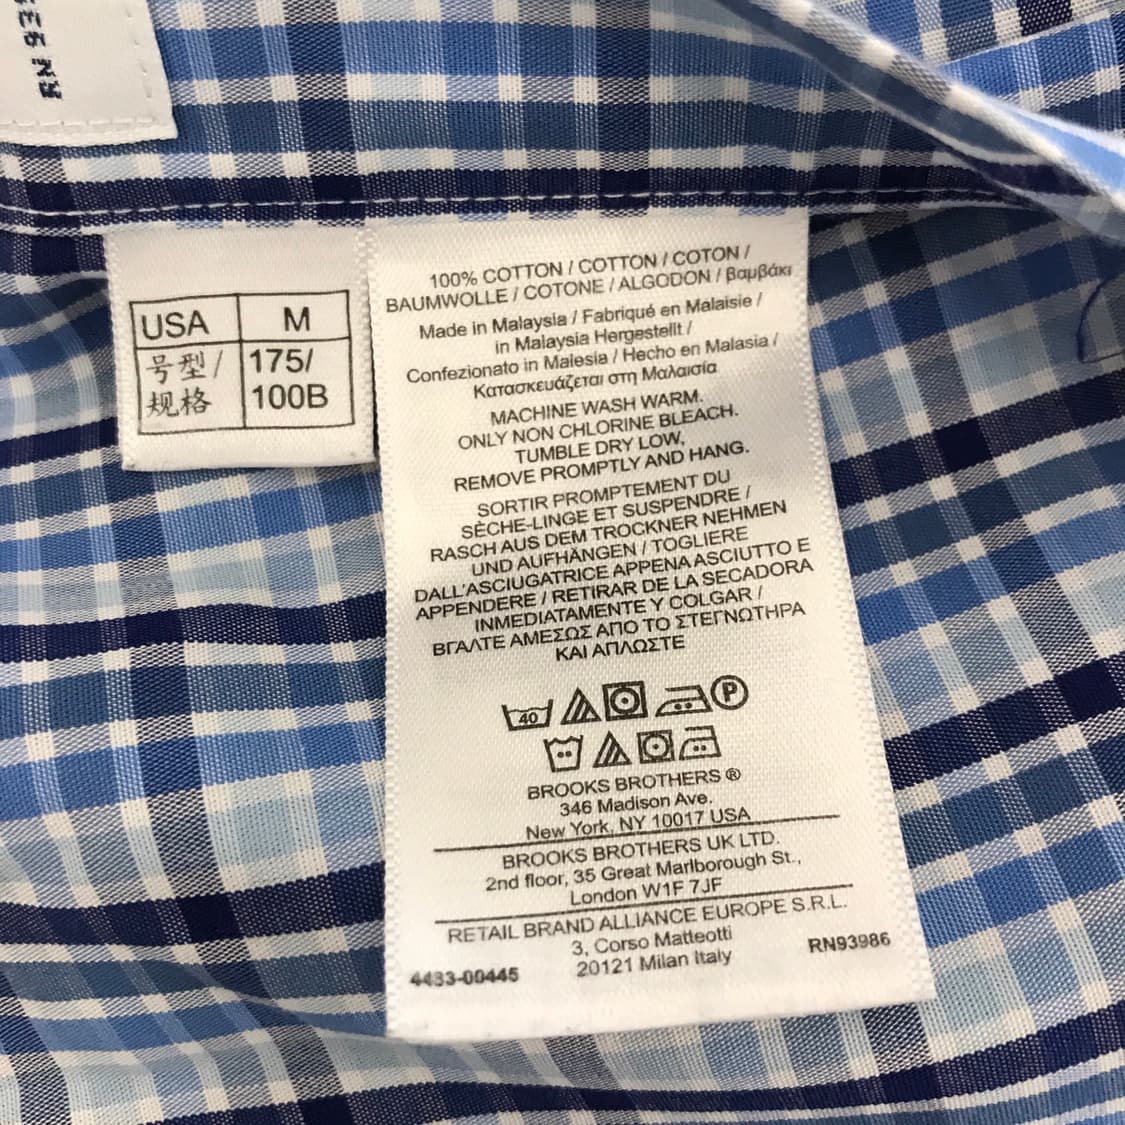 RN 93
USA M
号型/ 175/
规格 100B
100% COTTON / COTTON / COTON /
BAUMWOLLE / COTONE / ALGODON / Βαμβάκι
Made in Malaysia / Fabriqué en Malaisie /
in Malaysia Hergestellt /
Confezionato in Malesia / Hecho en Malasia /
Κατασκευάζεται στη Μαλαισία
MACHINE WASH WARM.
ONLY NON CHLORINE BLEACH.
TUMBLE DRY LOW,
REMOVE PROMPTLY AND HANG.
SORTIR PROMPTEMENT DU
SÈCHE-LINGE ET SUSPENDRE /
RASCH AUS DEM TROCKNER NEHMEN
UND AUFHÄNGEN / TOGLIERE
DALL'ASCIUGATRICE APPENA ASCIUTTO E
APPENDERE / RETIRAR DE LA SECADORA
INMEDIATAMENTE Y COLGAR /
ΒΓΑΛΤΕ ΑΜΕΣΩΣ ΑΠΟ ΤΟ ΣΤΕΓΝΩΤΗΡΑ
ΚΑΙ ΑΠΛΩΣΤΕ
40 P
BROOKS BROTHERS ®
346 Madison Ave.
New York, NY 10017 USA
BROOKS BROTHERS UK LTD.
2nd floor, 35 Great Marlborough St.,
London W1F 7JF
RETAIL BRAND ALLIANCE EUROPE S.R.L.
3, Corso Matteotti
20121 Milan Italy
4433-00445 RN93986